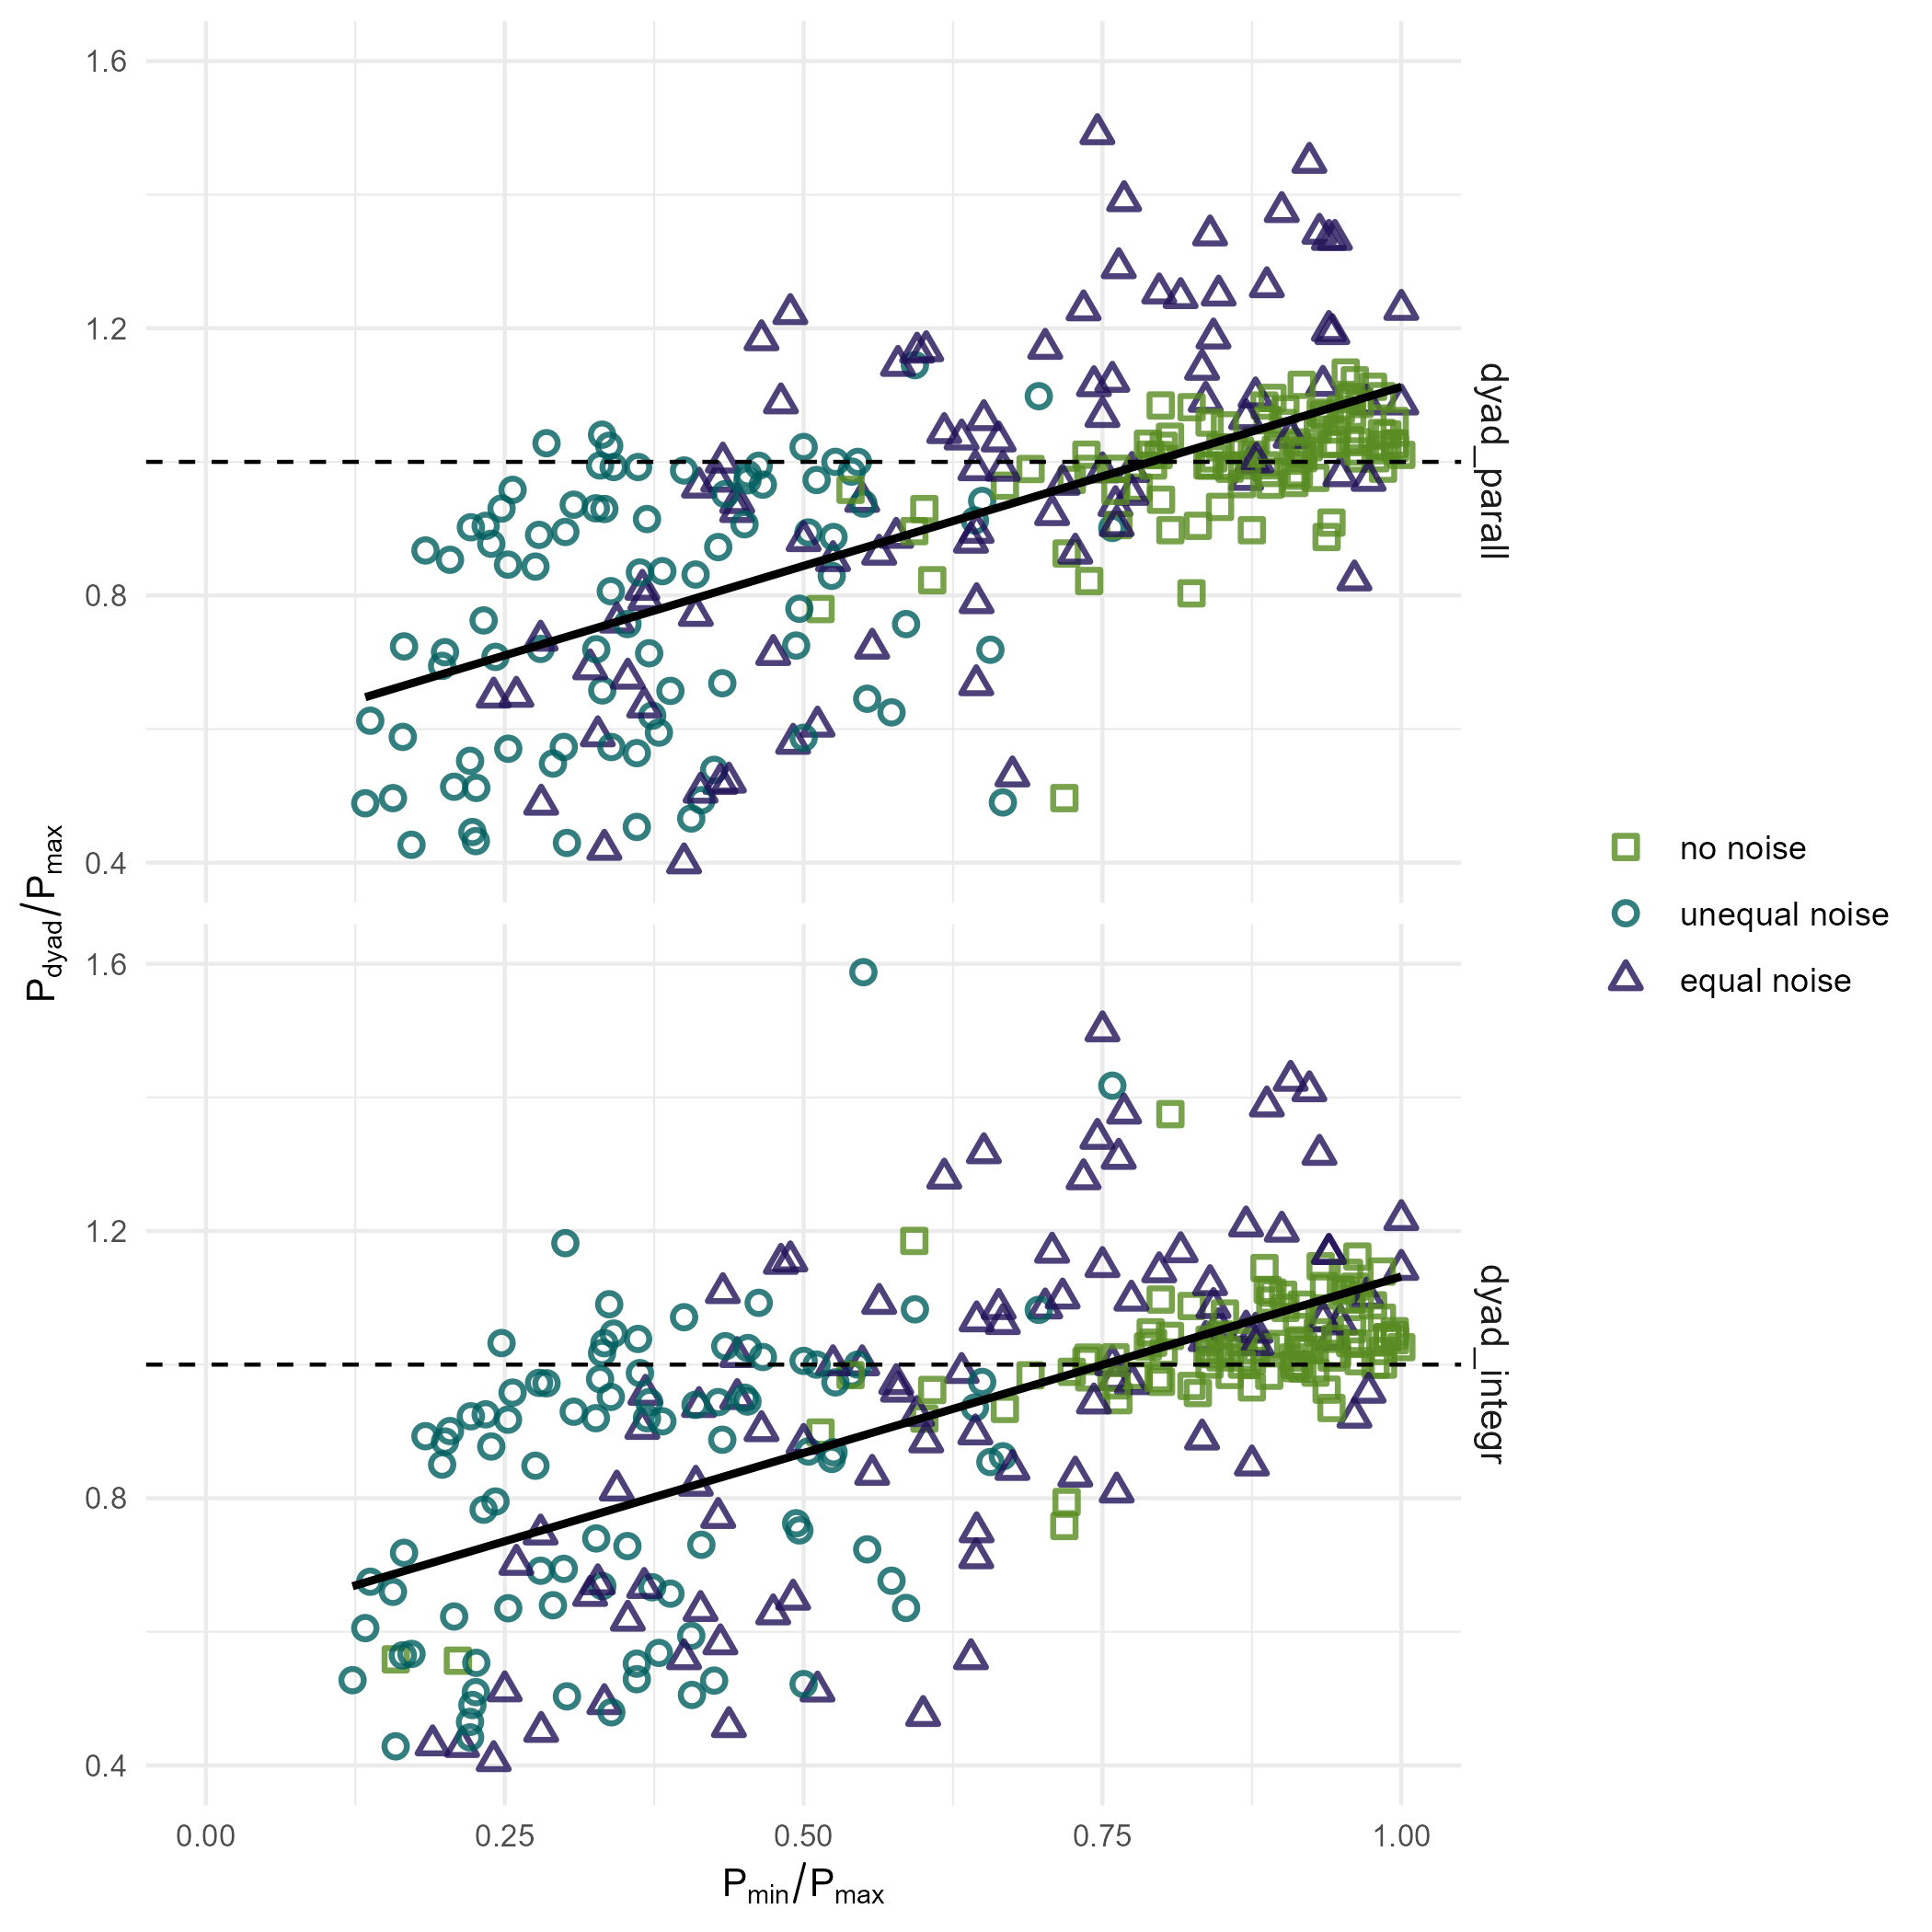 1.6
1.2
0.8
0.4
dyad_parall
Pdyad/Pmax
no noise
unequal noise
equal noise
1.6
1.2
0.8
0.4
dyad_integr
0.00 0.25 0.50 0.75 1.00
Pmin/Pmax